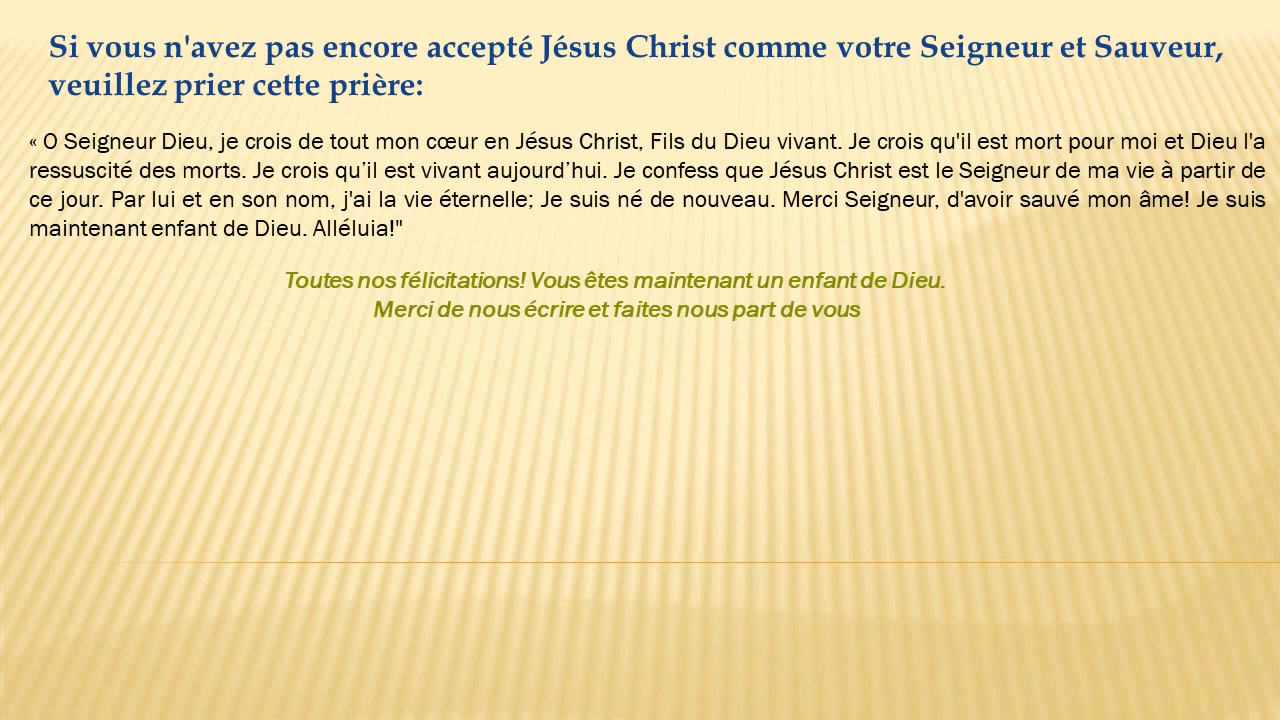 Si vous n'avez pas encore accepté Jésus Christ comme votre Seigneur et Sauveur,
veuillez prier cette prière:
« O Seigneur Dieu, je crois de tout mon cœur en Jésus Christ, Fils du Dieu vivant. Je crois qu'il est mort pour moi et Dieu l'a
ressuscité des morts. Je crois qu’il est vivant aujourd’hui. Je confess que Jésus Christ est le Seigneur de ma vie à partir de
ce jour. Par lui et en son nom, j'ai la vie éternelle; Je suis né de nouveau. Merci Seigneur, d'avoir sauvé mon âme! Je suis
maintenant enfant de Dieu. Alléluia!"
Toutes nos félicitations! Vous êtes maintenant un enfant de Dieu.
Merci de nous écrire et faites nous part de vous